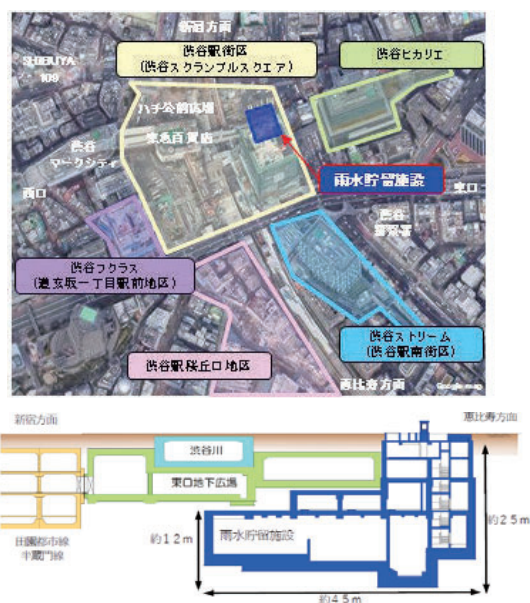 新宿方面
渋谷駅街区
(渋谷スクランブルスクエア)
渋谷ヒカリエ
SHIBUYA
109
ハチ公前広場
東急百貨店
渋谷
マークシティ
西口
雨水貯留施設
東口
渋谷
警察署
渋谷フクラス
(道玄坂一丁目駅前地区)
渋谷ストリーム
(渋谷駅南街区)
渋谷駅桜丘口地区
恵比寿方面
Google map
新宿方面
恵比寿方面
渋谷川
東口地下広場
田園都市線
半蔵門線
約12m
雨水貯留施設
約25m
約45m